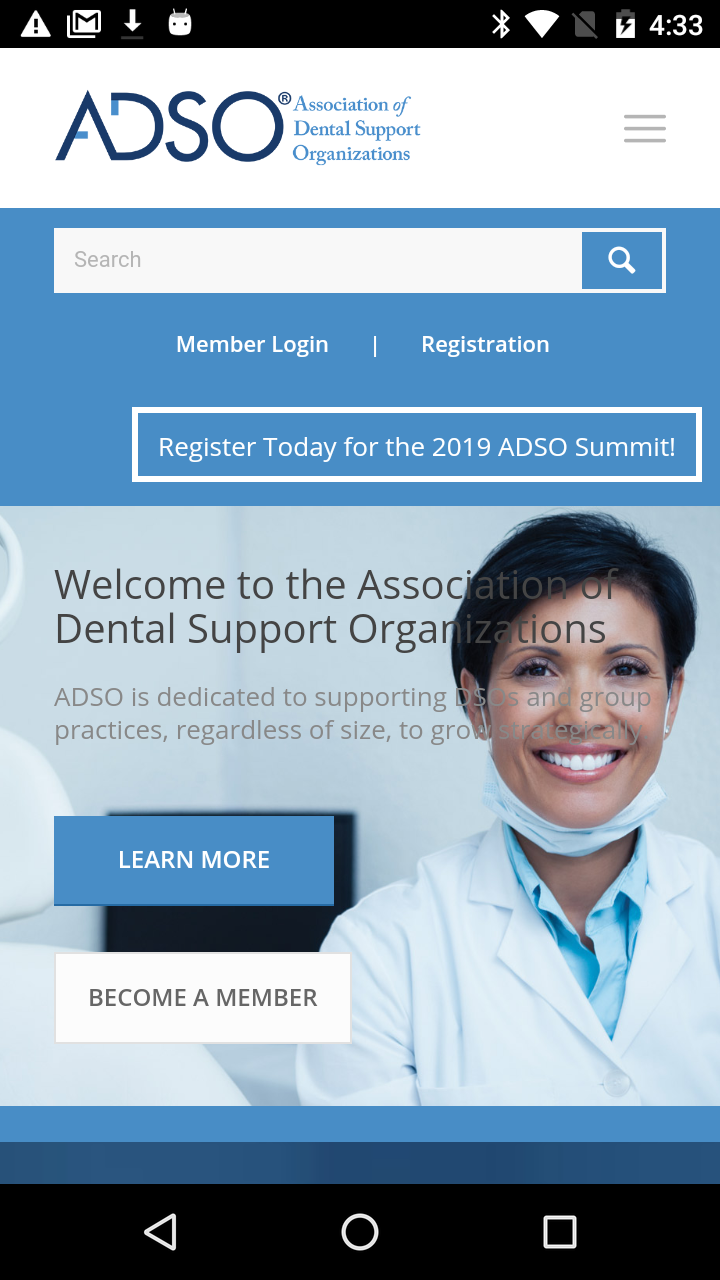 4:33
ADSO® Association of
Dental Support
Organizations
Search
Member Login | Registration
Register Today for the 2019 ADSO Summit!
Welcome to the Association of
Dental Support Organizations
ADSO is dedicated to supporting DSOs and group
practices, regardless of size, to grow strategically.
LEARN MORE
BECOME A MEMBER